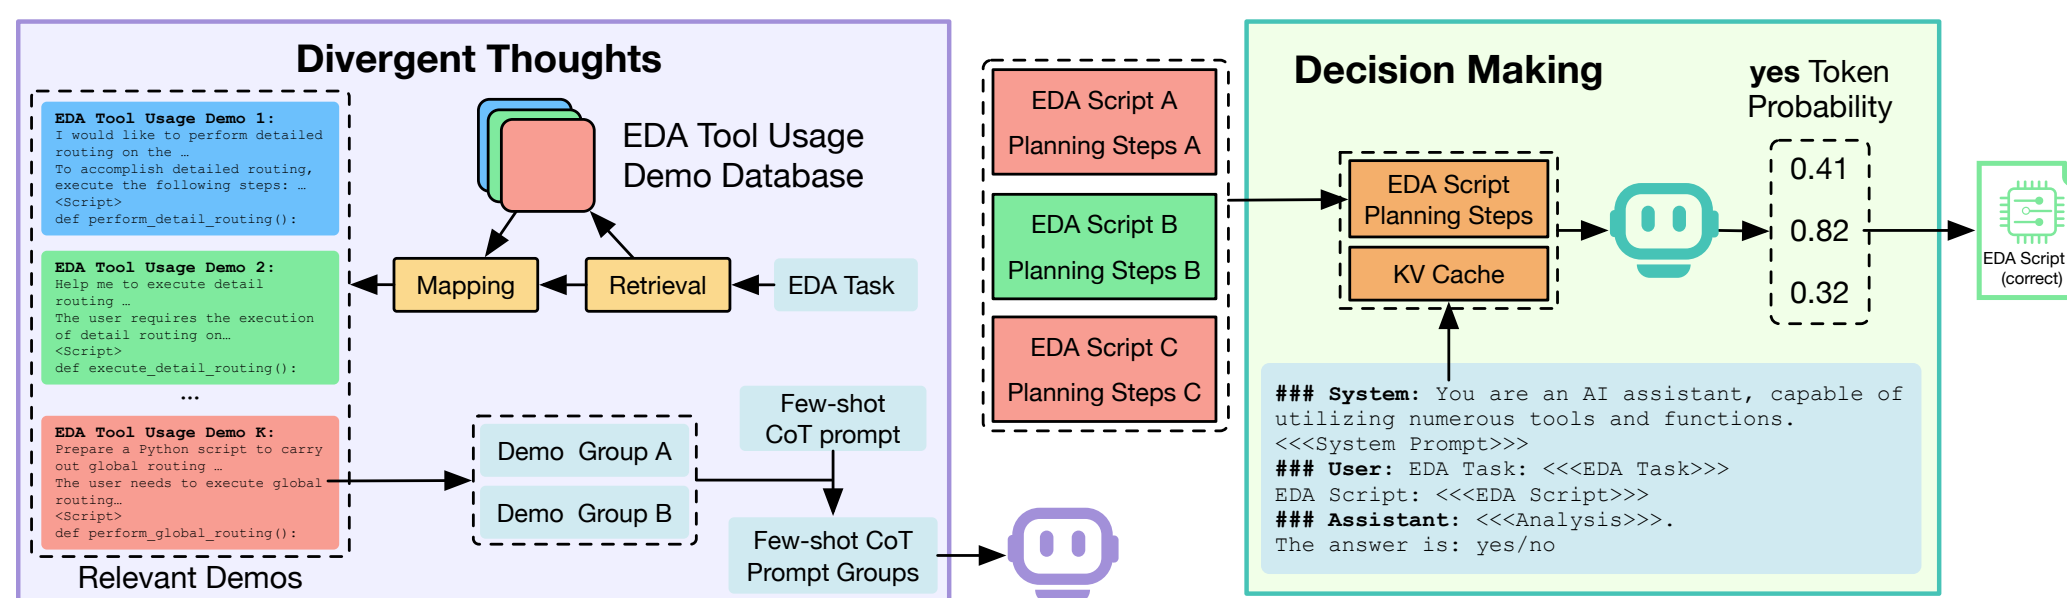 Divergent Thoughts
EDA Tool Usage Demo 1:
I would like to perform detailed
routing on the …
To accomplish detailed routing,
execute the following steps: …
<Script>
def perform_detail_routing():
EDA Tool Usage Demo 2:
Help me to execute detail
routing …
The user requires the execution
of detail routing on…
<Script>
def execute_detail_routing():
...
EDA Tool Usage Demo K:
Prepare a Python script to carry
out global routing …
The user needs to execute global
routing…
<Script>
def perform_global_routing():
Relevant Demos
EDA Tool Usage
Demo Database
Mapping
Retrieval
EDA Task
Demo Group A
Demo Group B
Few-shot
CoT prompt
Few-shot CoT
Prompt Groups
EDA Script A
Planning Steps A
EDA Script B
Planning Steps B
EDA Script C
Planning Steps C
Decision Making
EDA Script
Planning Steps
KV Cache
yes Token
Probability
0.41
0.82
0.32
### System: You are an AI assistant, capable of
utilizing numerous tools and functions.
<<<System Prompt>>>
### User: EDA Task: <<<EDA Task>>>
EDA Script: <<<EDA Script>>>
### Assistant: <<<Analysis>>>.
The answer is: yes/no
EDA Script
(correct)